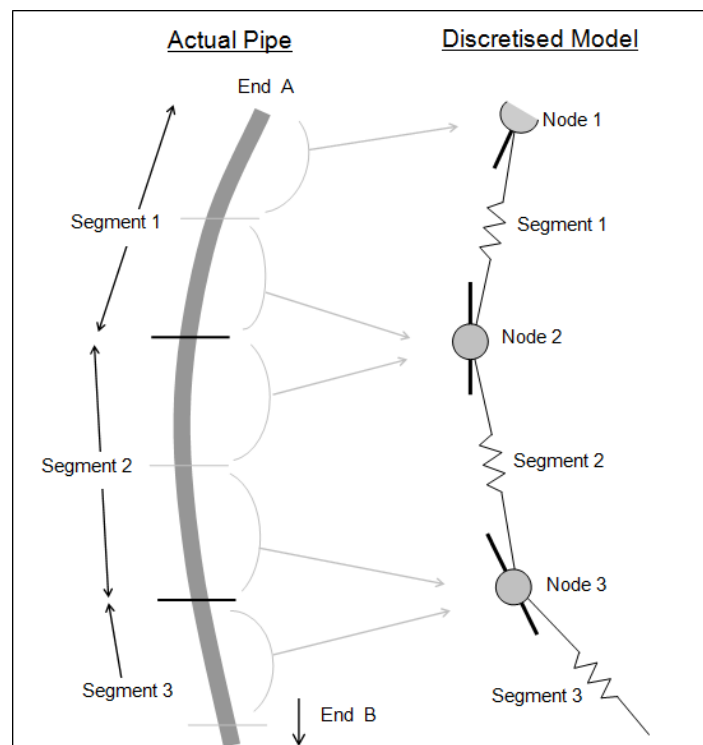 Actual Pipe
Discretised Model
End A
Node 1
Segment 1
Segment 1
Node 2
Segment 2
Segment 2
Node 3
Segment 3
Segment 3
End B